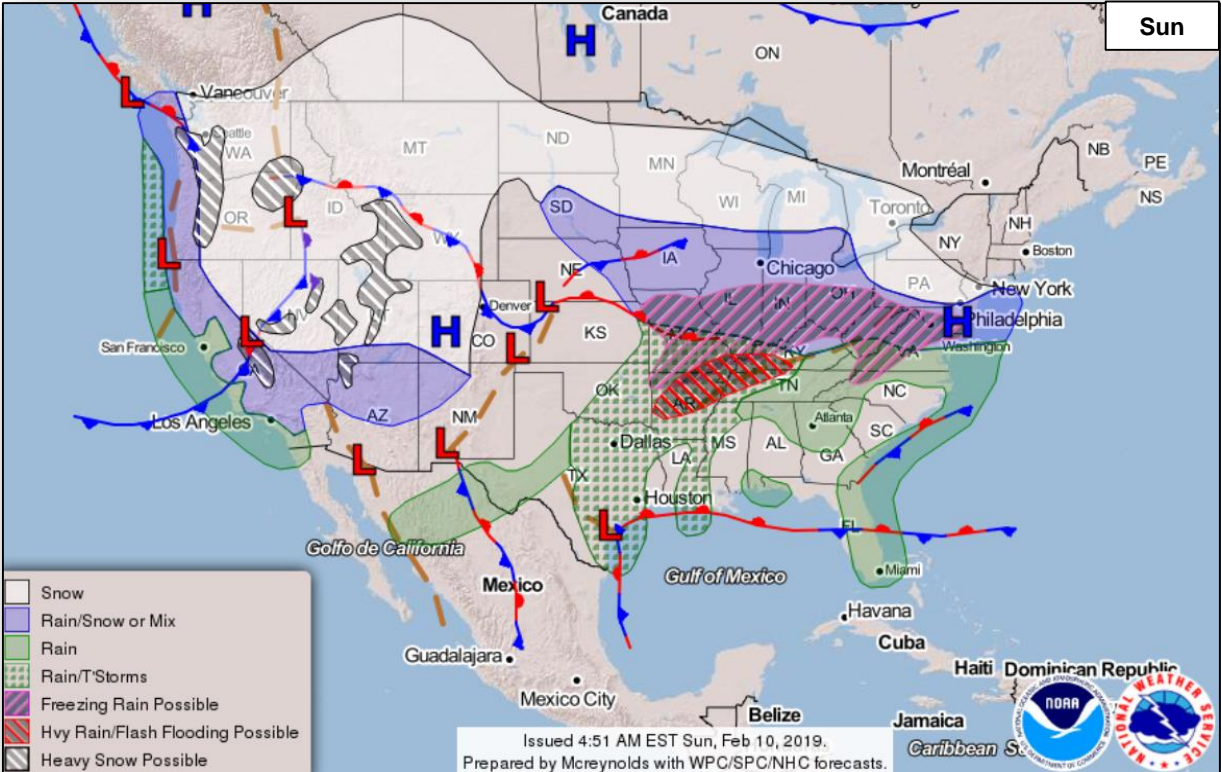 Sun
H
Canada
H
ON
L
Vancouver
Seattle
WA
MT
ND
MN
Montréal
NB
PE
NS
OR
L
ID
WY
SD
WI
MI
Toronto
NH
NY
Boston
L
NE
IA
Chicago
PA
New York
L
NV
UT
H
Denver
L
CO
KS
IL
IN
OH
H
Philadelphia
VA
Washington
San Francisco
L
KY
OK
TN
NC
Los Angeles
AZ
NM
AR
Atlanta
SC
L
L
Dallas
MS
AL
GA
LA
TX
Houston
L
FL
Golfo de California
Mexico
Gulf of Mexico
Miami
Havana
Cuba
Guadalajara
Mexico City
Haiti
Dominican Republic
Belize
Jamaica
Caribbean
Snow
Rain/Snow or Mix
Rain
Rain/T'Storms
Freezing Rain Possible
Hvy Rain/Flash Flooding Possible
Heavy Snow Possible
Issued 4:51 AM EST Sun, Feb 10, 2019.
Prepared by Mcreynolds with WPC/SPC/NHC forecasts.
NOAA
NATIONAL WEATHER SERVICE